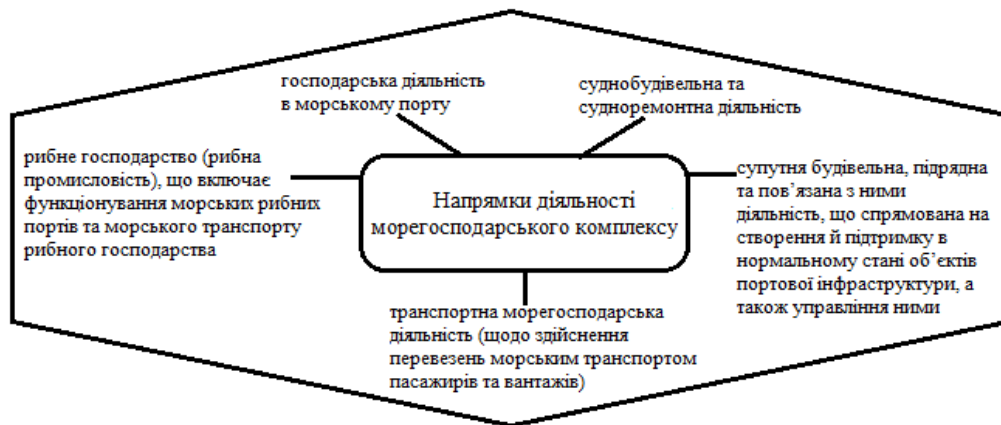 господарська діяльність
в морському порту
суднобудівельна та
судноремонтна діяльність
рибне господарство (рибна
промисловість), що включає
функціонування морських рибних
портів та морського транспорту
рибного господарства
Напрямки діяльності
морегосподарського комплексу
супутня будівельна, підрядна
та пов’язана з ними
діяльність, що спрямована на
створення й підтримку в
нормальному стані об’єктів
портової інфраструктури, а
також управління ними
транспортна морегосподарська
діяльність (щодо здійснення
перевезень морським транспортом
пасажирів та вантажів)